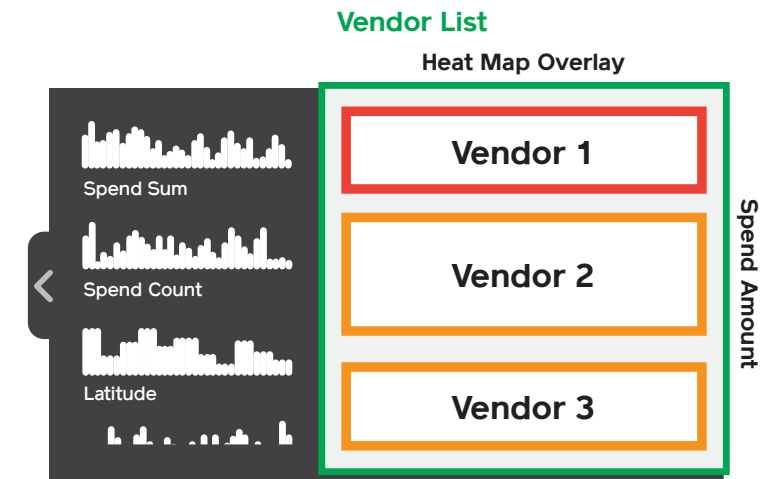 Vendor List
Heat Map Overlay
Spend Sum
Spend Count
Latitude
Vendor 1
Vendor 2
Vendor 3
Spend Amount